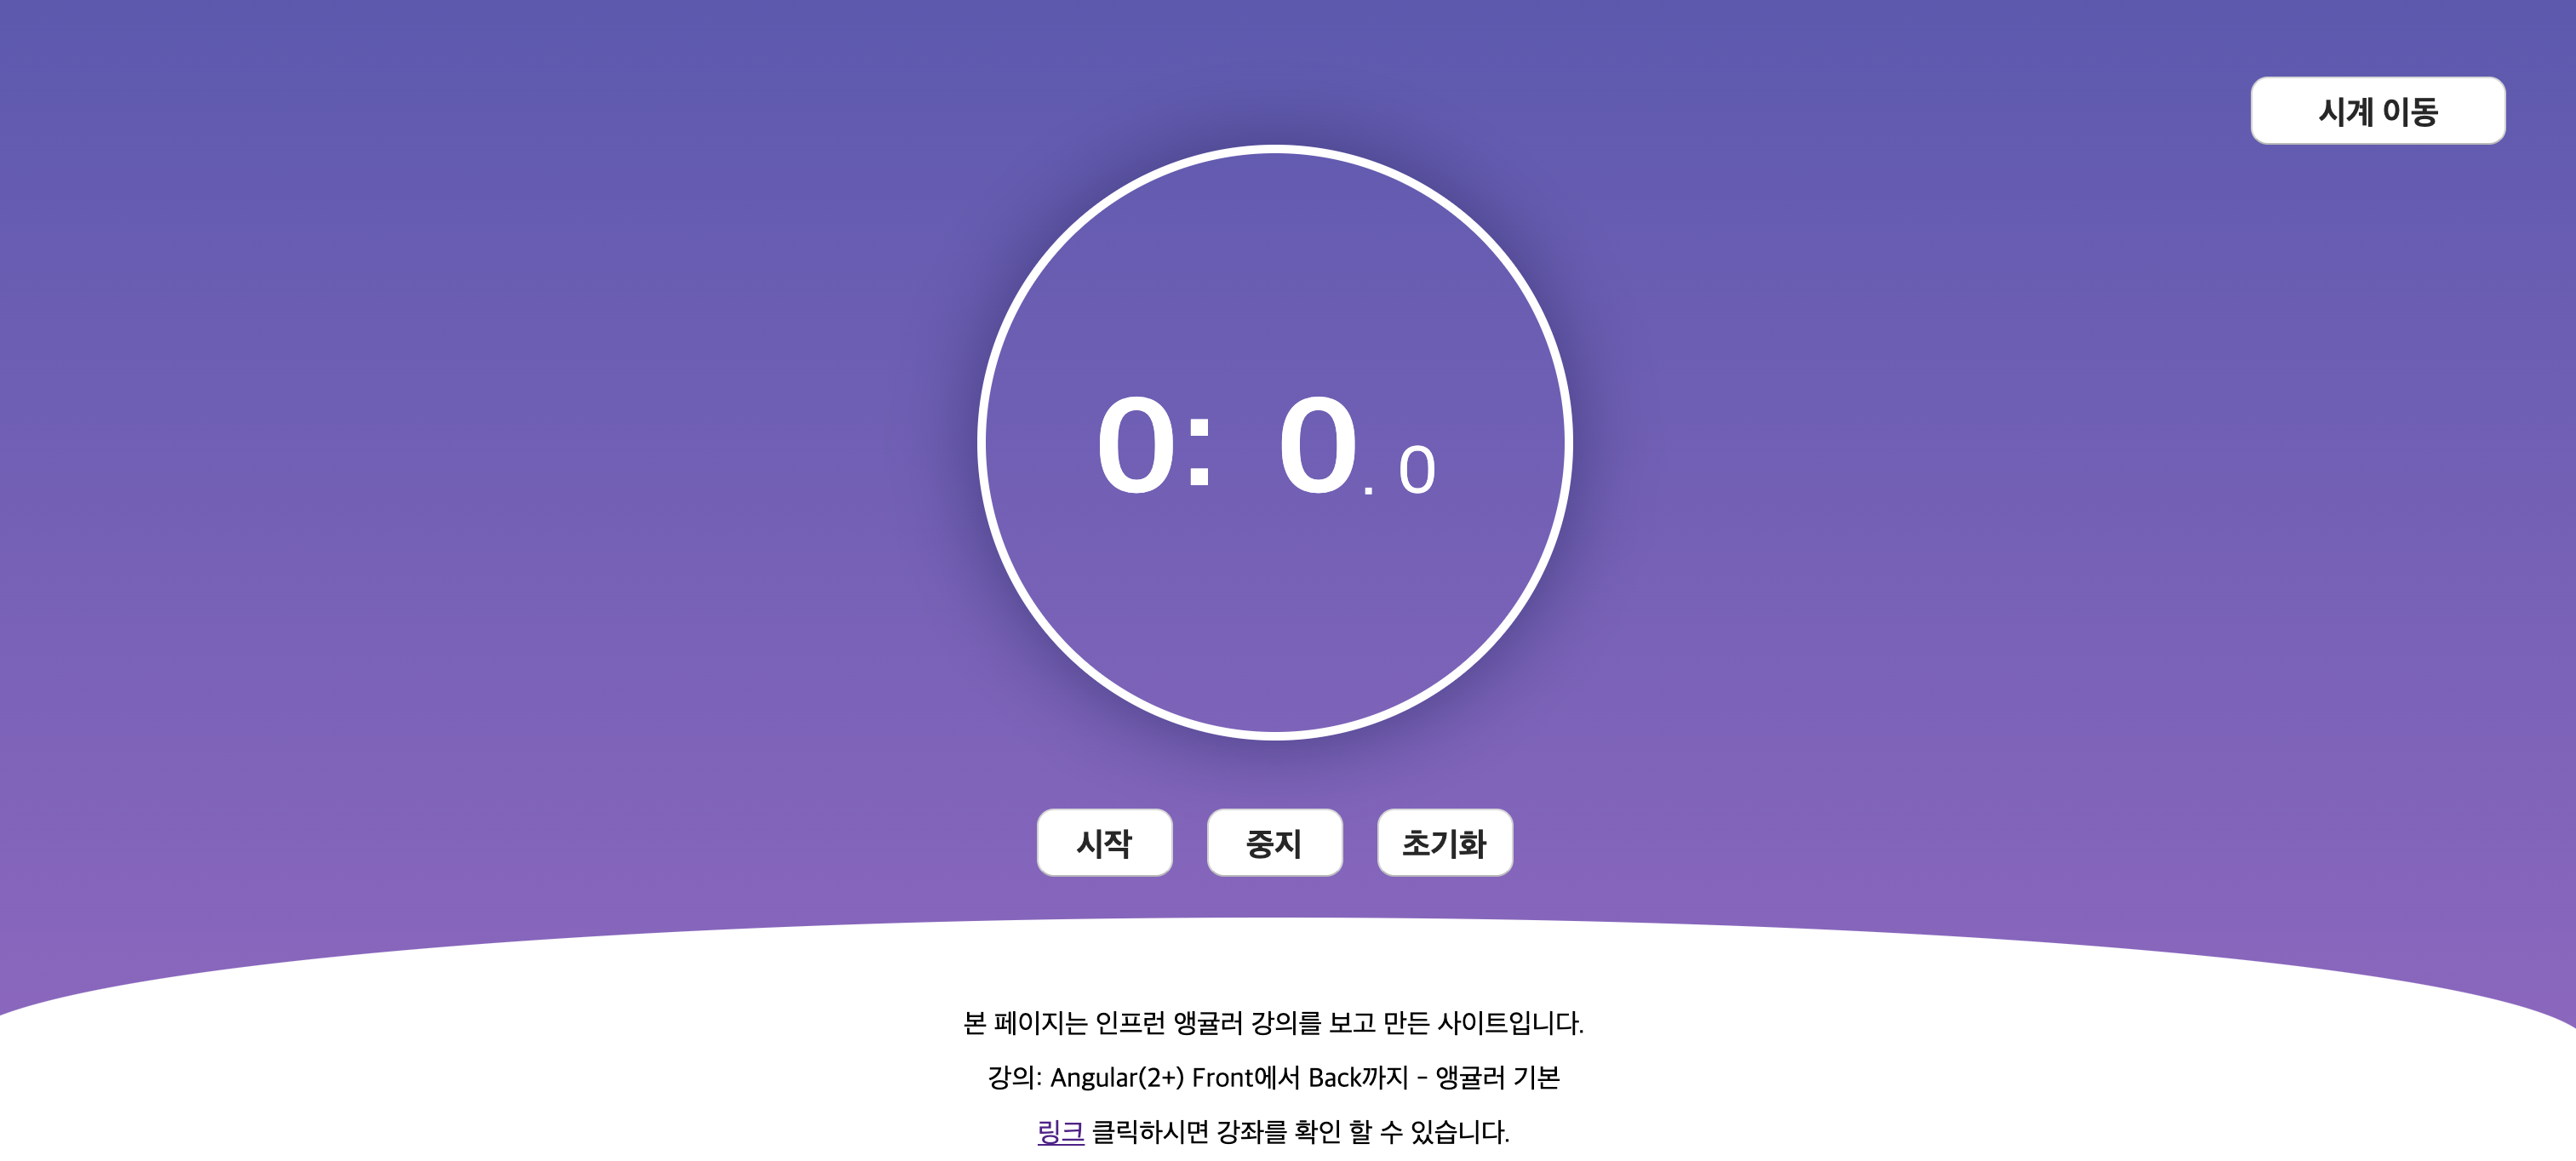 시계 이동
0: 0. 0
시작 중지 초기화
본 페이지는 인프런 앵귤러 강의를 보고 만든 사이트입니다.
강의: Angular(2+) Front에서 Back까지 - 앵귤러 기본
링크 클릭하시면 강좌를 확인 할 수 있습니다.